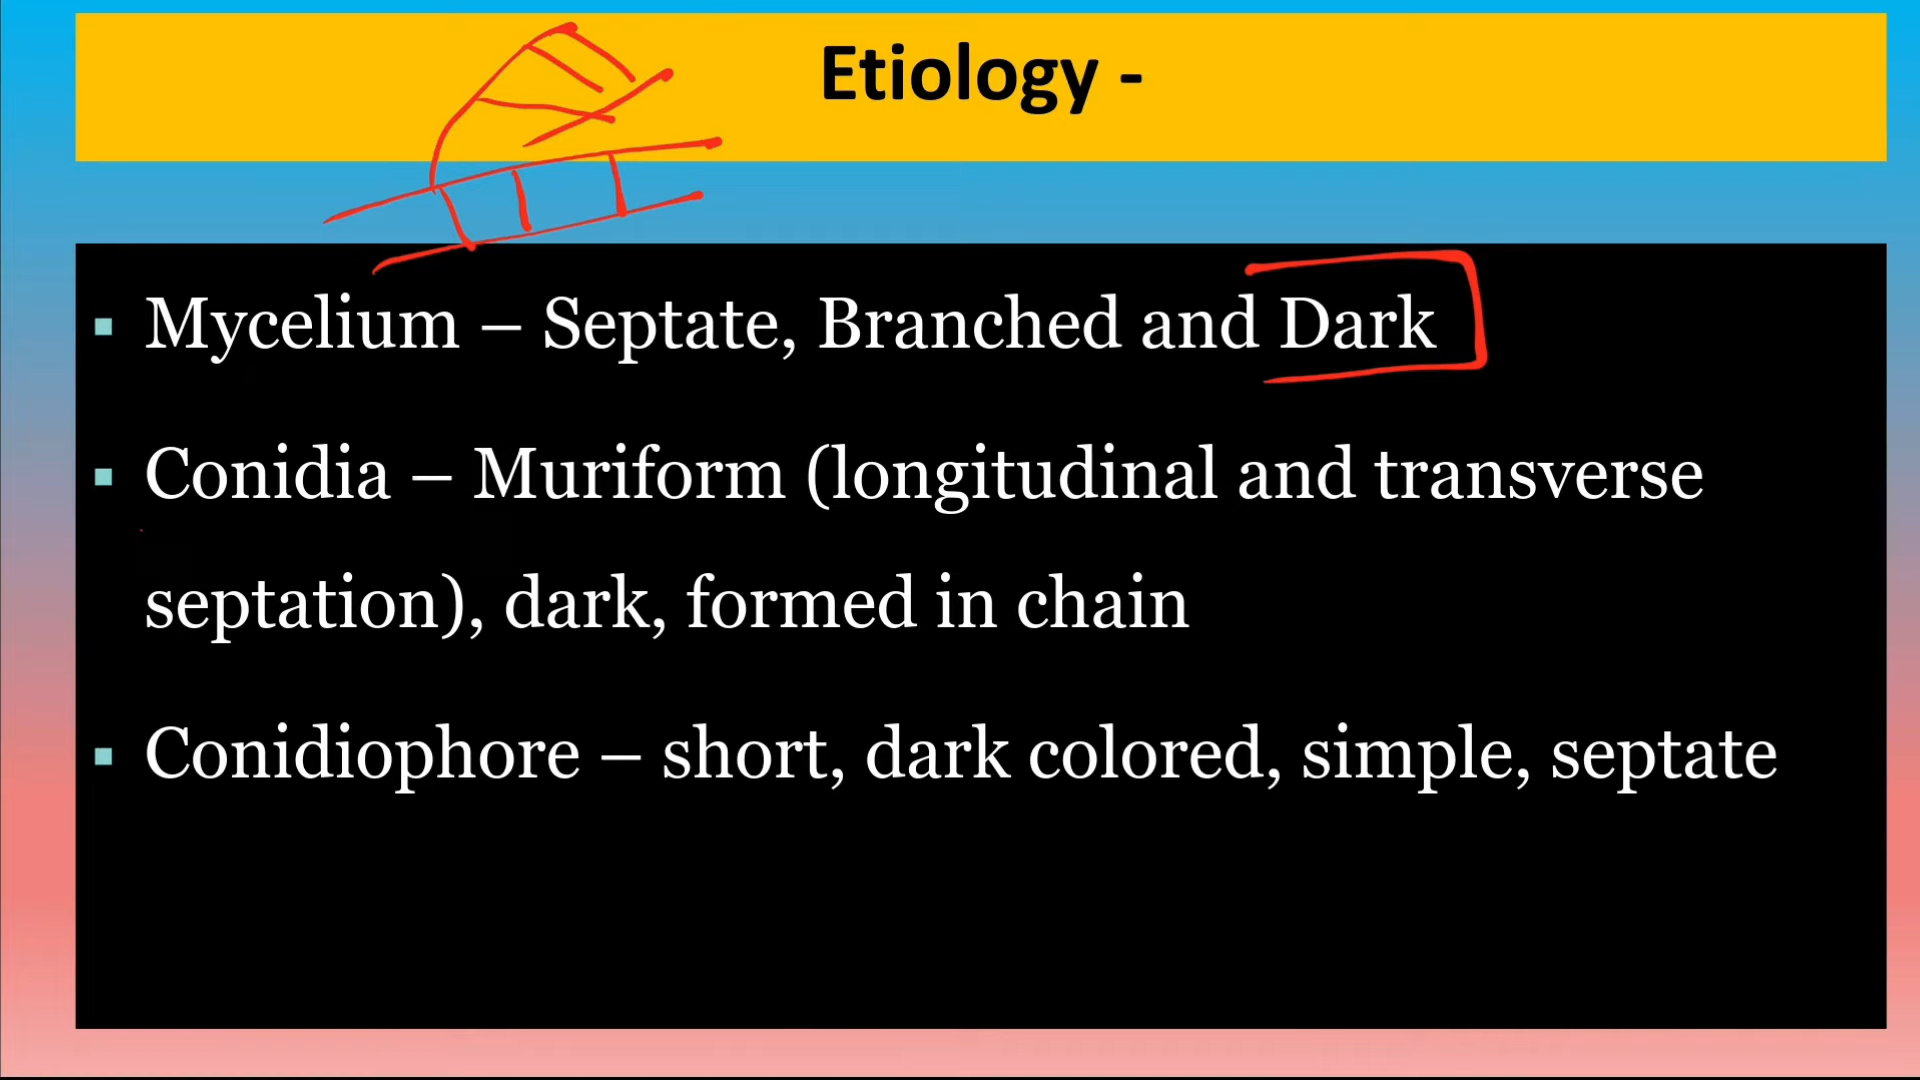 Etiology -
Mycelium – Septate, Branched and Dark
Conidia – Muriform (longitudinal and transverse
septation), dark, formed in chain
Conidiophore – short, dark colored, simple, septate